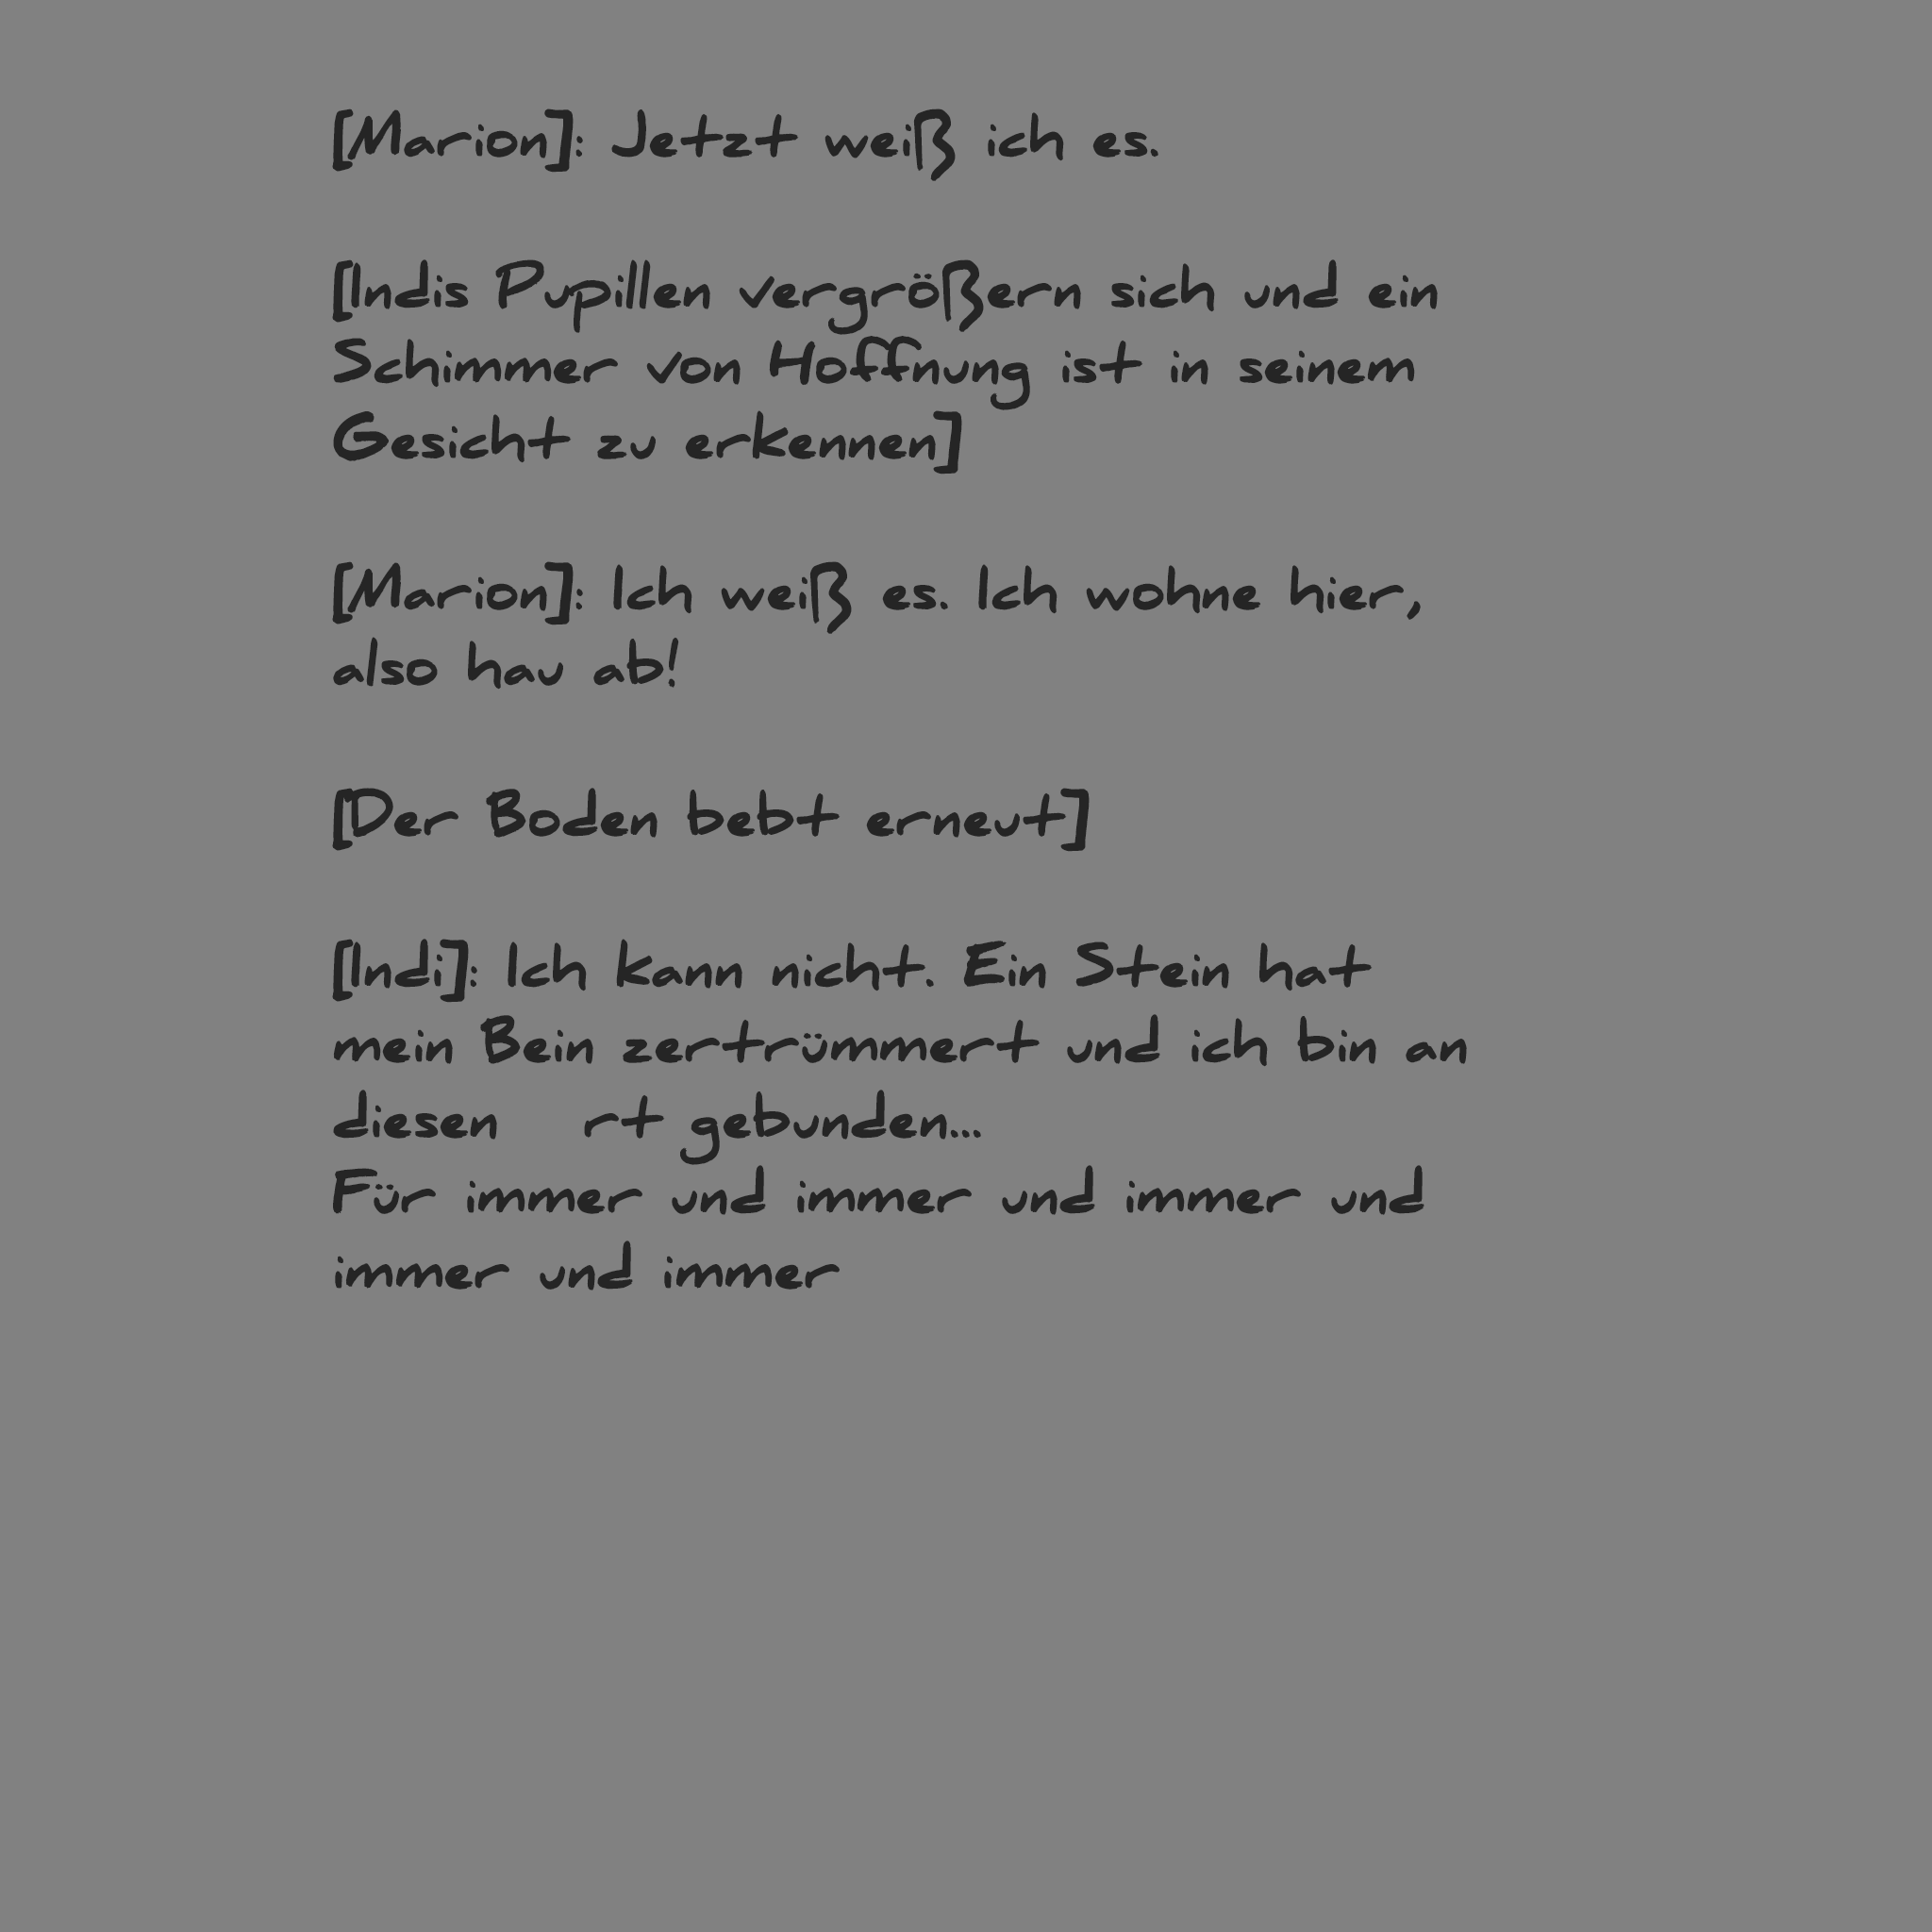 [Marion]: Jetzt weiß ich es.
[Indis Pupillen vergrößern sich und ein
Schimmer von Hoffnung ist in seinem
Gesicht zu erkennen]
[Marion]: Ich weiß es. Ich wohne hier,
also hau ab!
[Der Boden bebt erneut]
[Indi]: Ich kann nicht. Ein Stein hat
mein Bein zertrümmert und ich bin an
diesen rt gebunden...
Für immer und immer und immer und
immer und immer